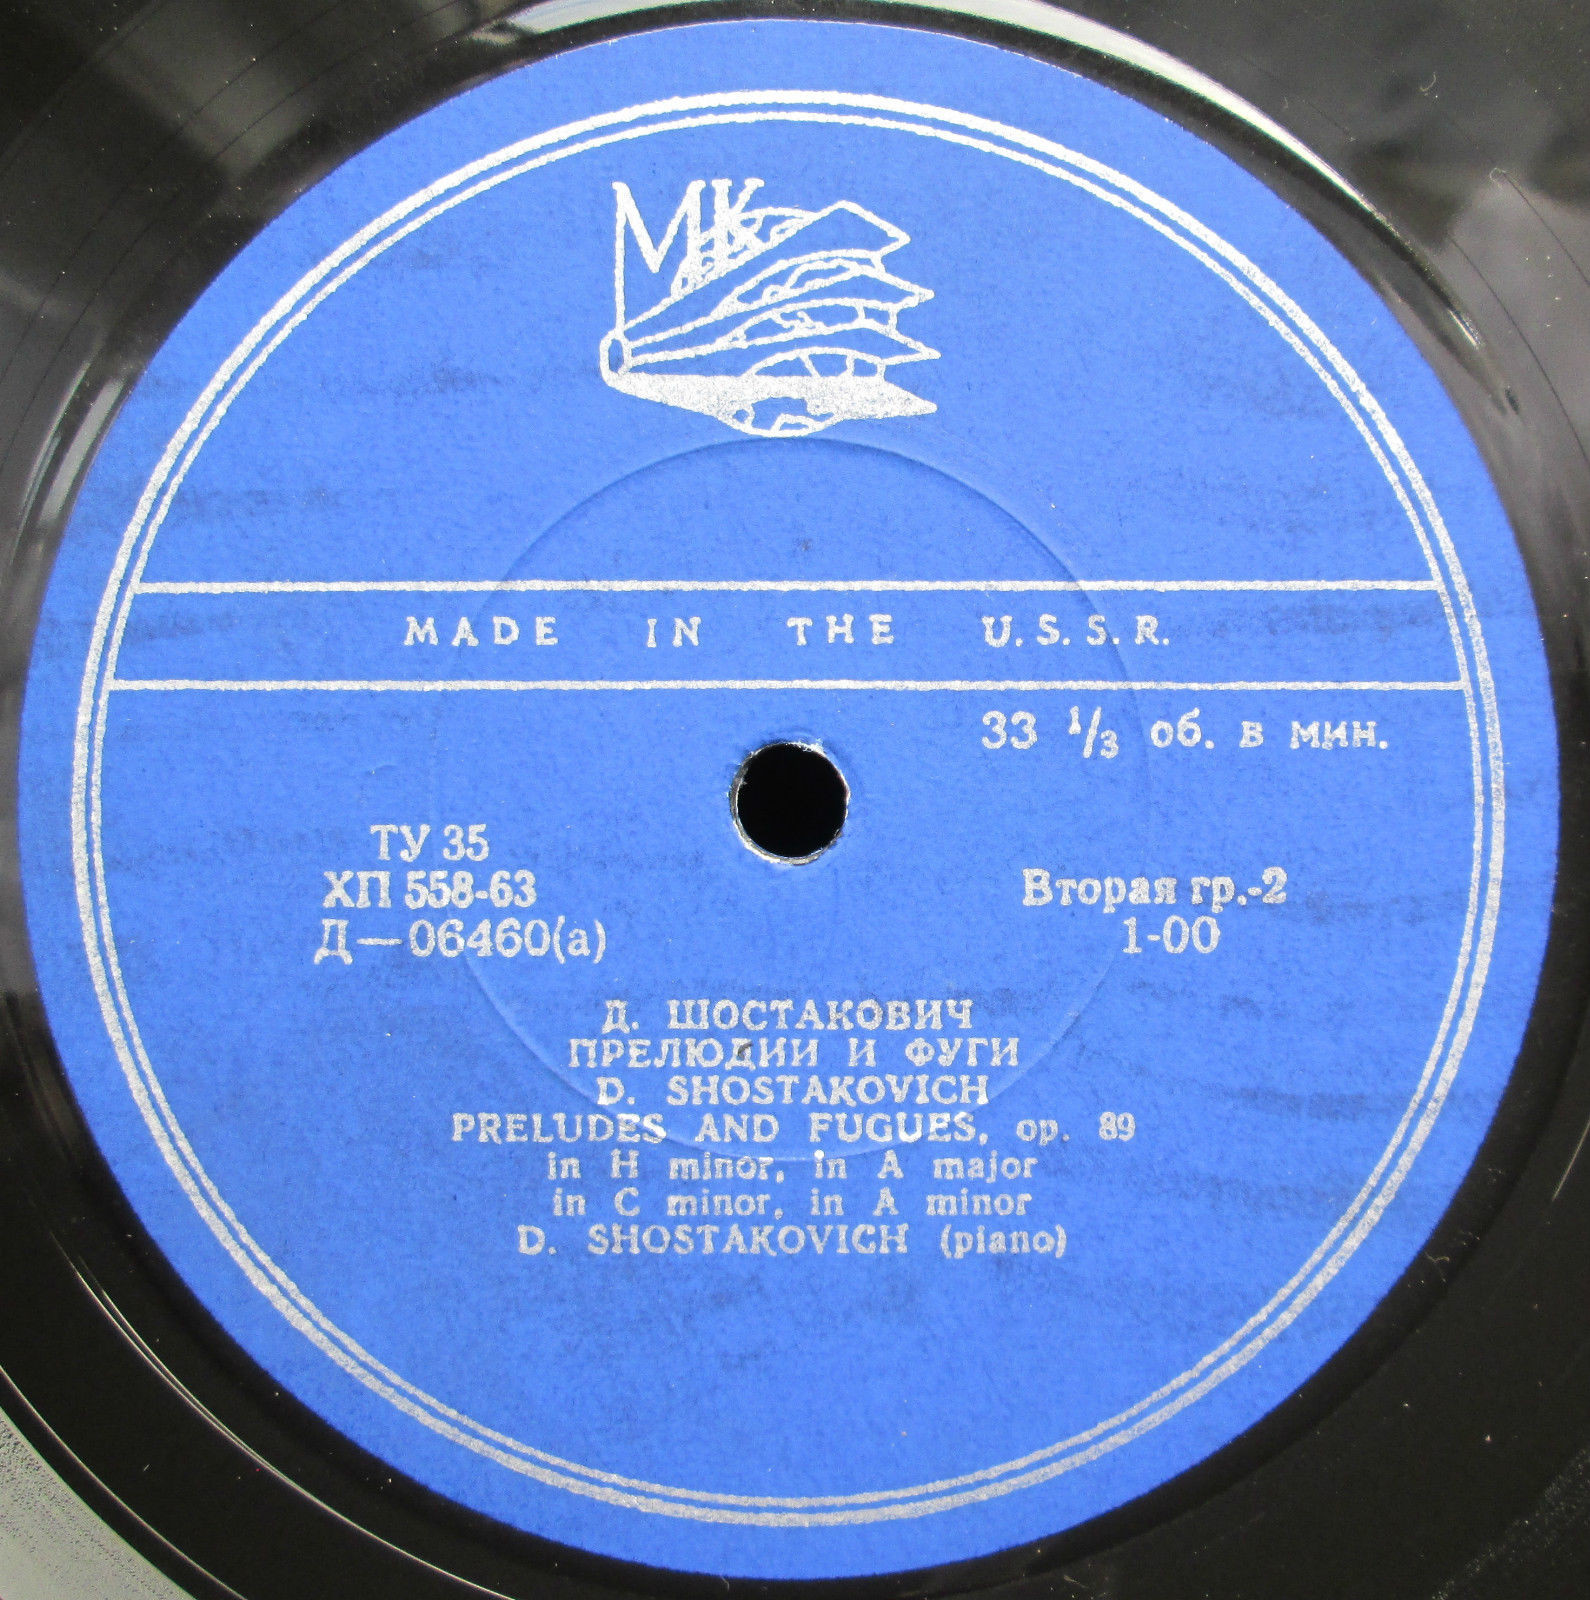 МК
MADE IN THE U.S.S.R.
33 1/3 об. в мин.
ТУ 35
ХП 558-63
Д—06460(а)
Вторая гр.-2
1-00
Д. ШОСТАКОВИЧ
ПРЕЛЮДИИ И ФУГИ
D. SHOSTAKOVICH
PRELUDES AND FUGUES, op. 89
in H minor, in A major
in C minor, in A minor
D. SHOSTAKOVICH (piano)